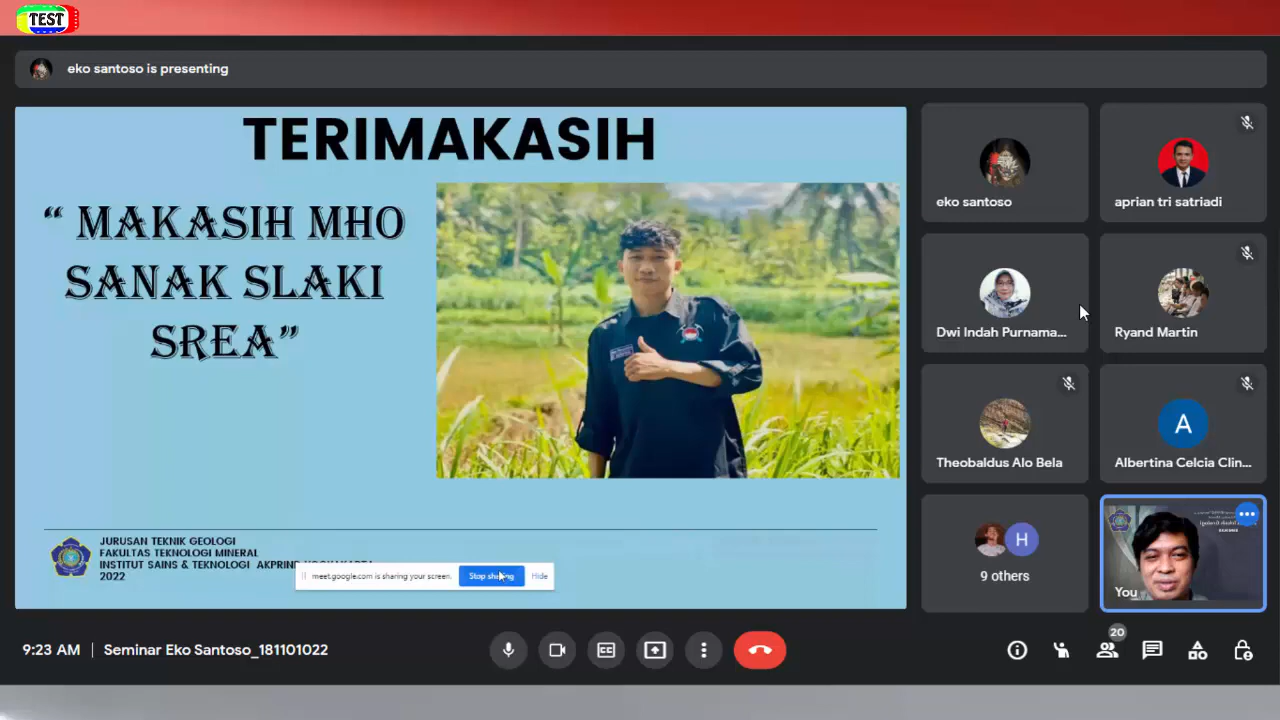 TEST
eko santoso is presenting
TERIMAKASIH
“ MAKASIH MHO
SANAK SLAKI
SREA”
JURUSAN TEKNIK GEOLOGI
FAKULTAS TEKNOLOGI MINERAL
INSTITUT SAINS & TEKNOLOGI AKPRIND YOGYAKARTA
2022
meet.google.com is sharing your screen.
Stop sharing
Hide
eko santoso
aprian tri satriadi
Dwi Indah Purnama...
Ryand Martin
Theobaldus Alo Bela
A
Albertina Celcia Clin...
H
9 others
You
9:23 AM | Seminar Eko Santoso_181101022
CC
20